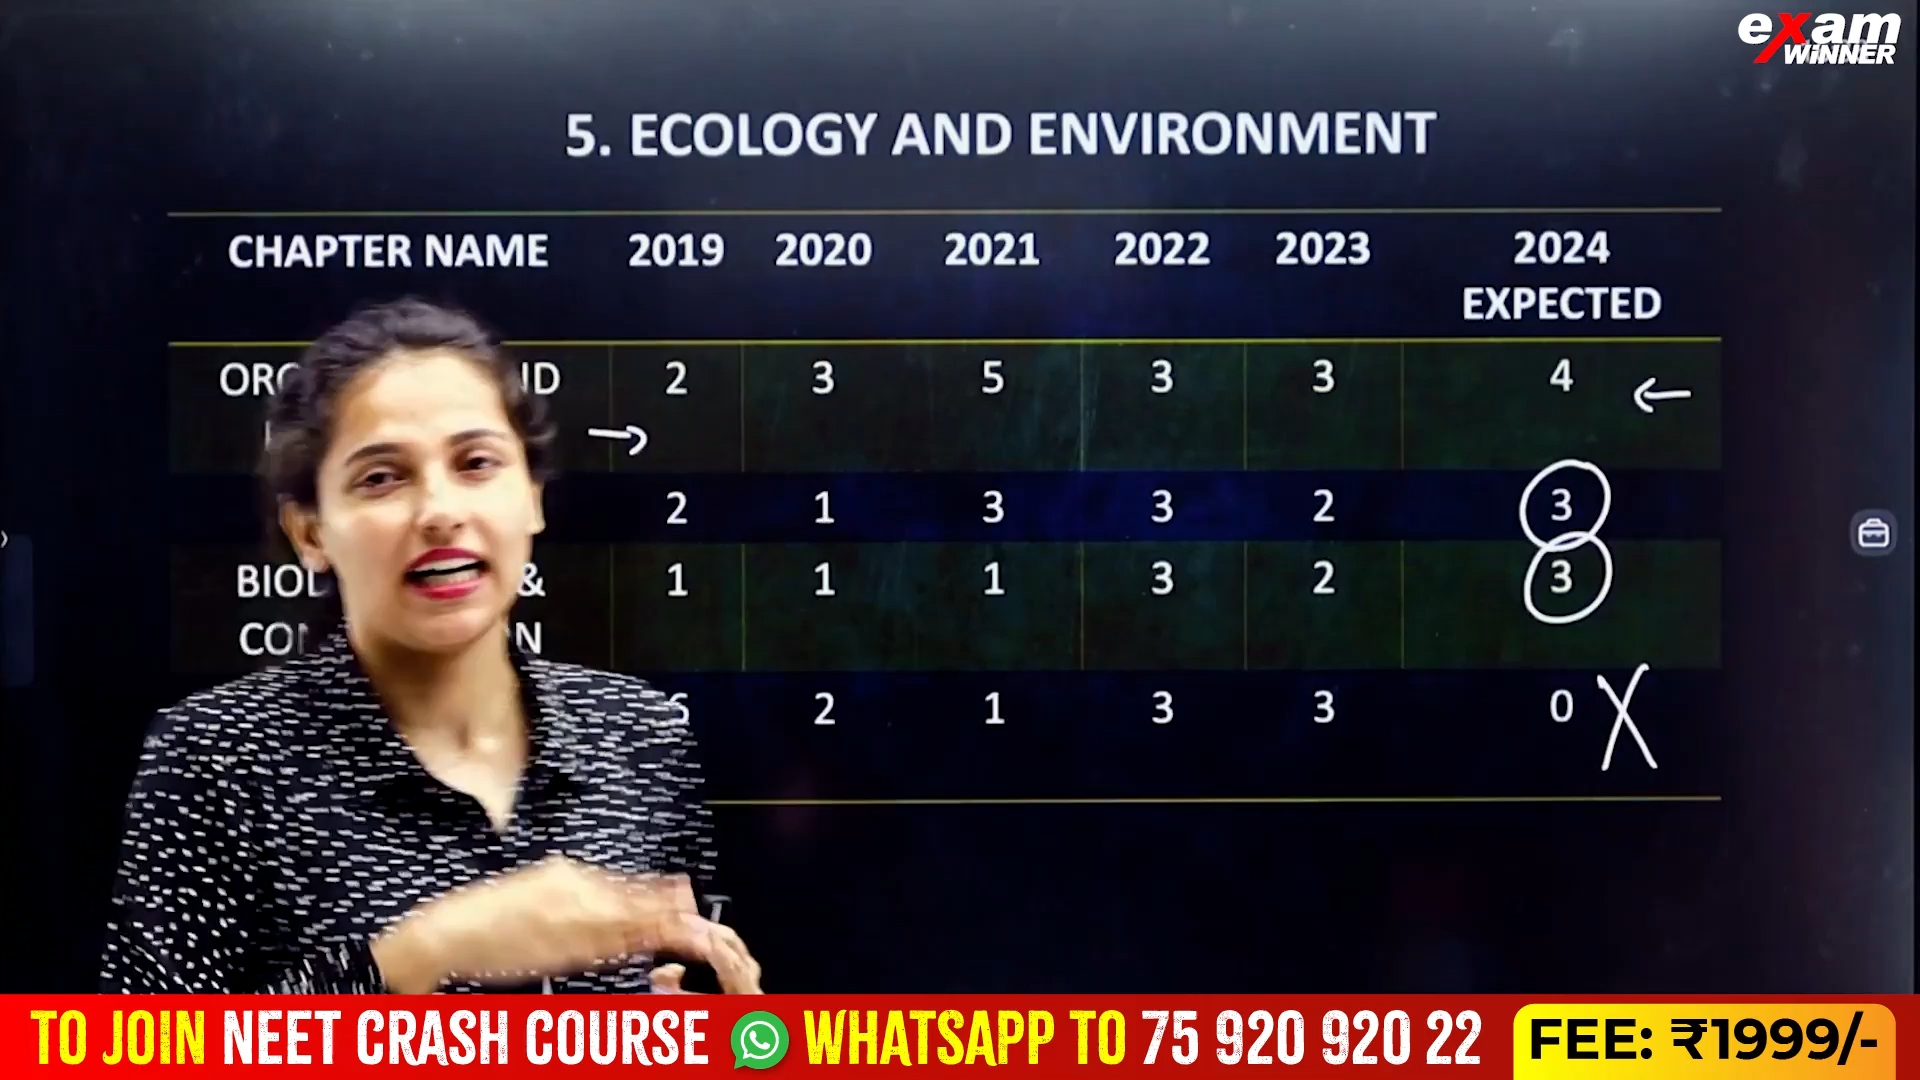 exam
WINNER
5. ECOLOGY AND ENVIRONMENT
CHAPTER NAME 2019 2020 2021 2022 2023 2024
EXPECTED
2 3 5 3 3 4
2 1 3 3 2 3
& 1 1 1 3 2 3
2 1 3 3 0 X
TO JOIN NEET CRASH COURSE WHATSAPP TO 75 920 920 22 FEE: ₹1999/-